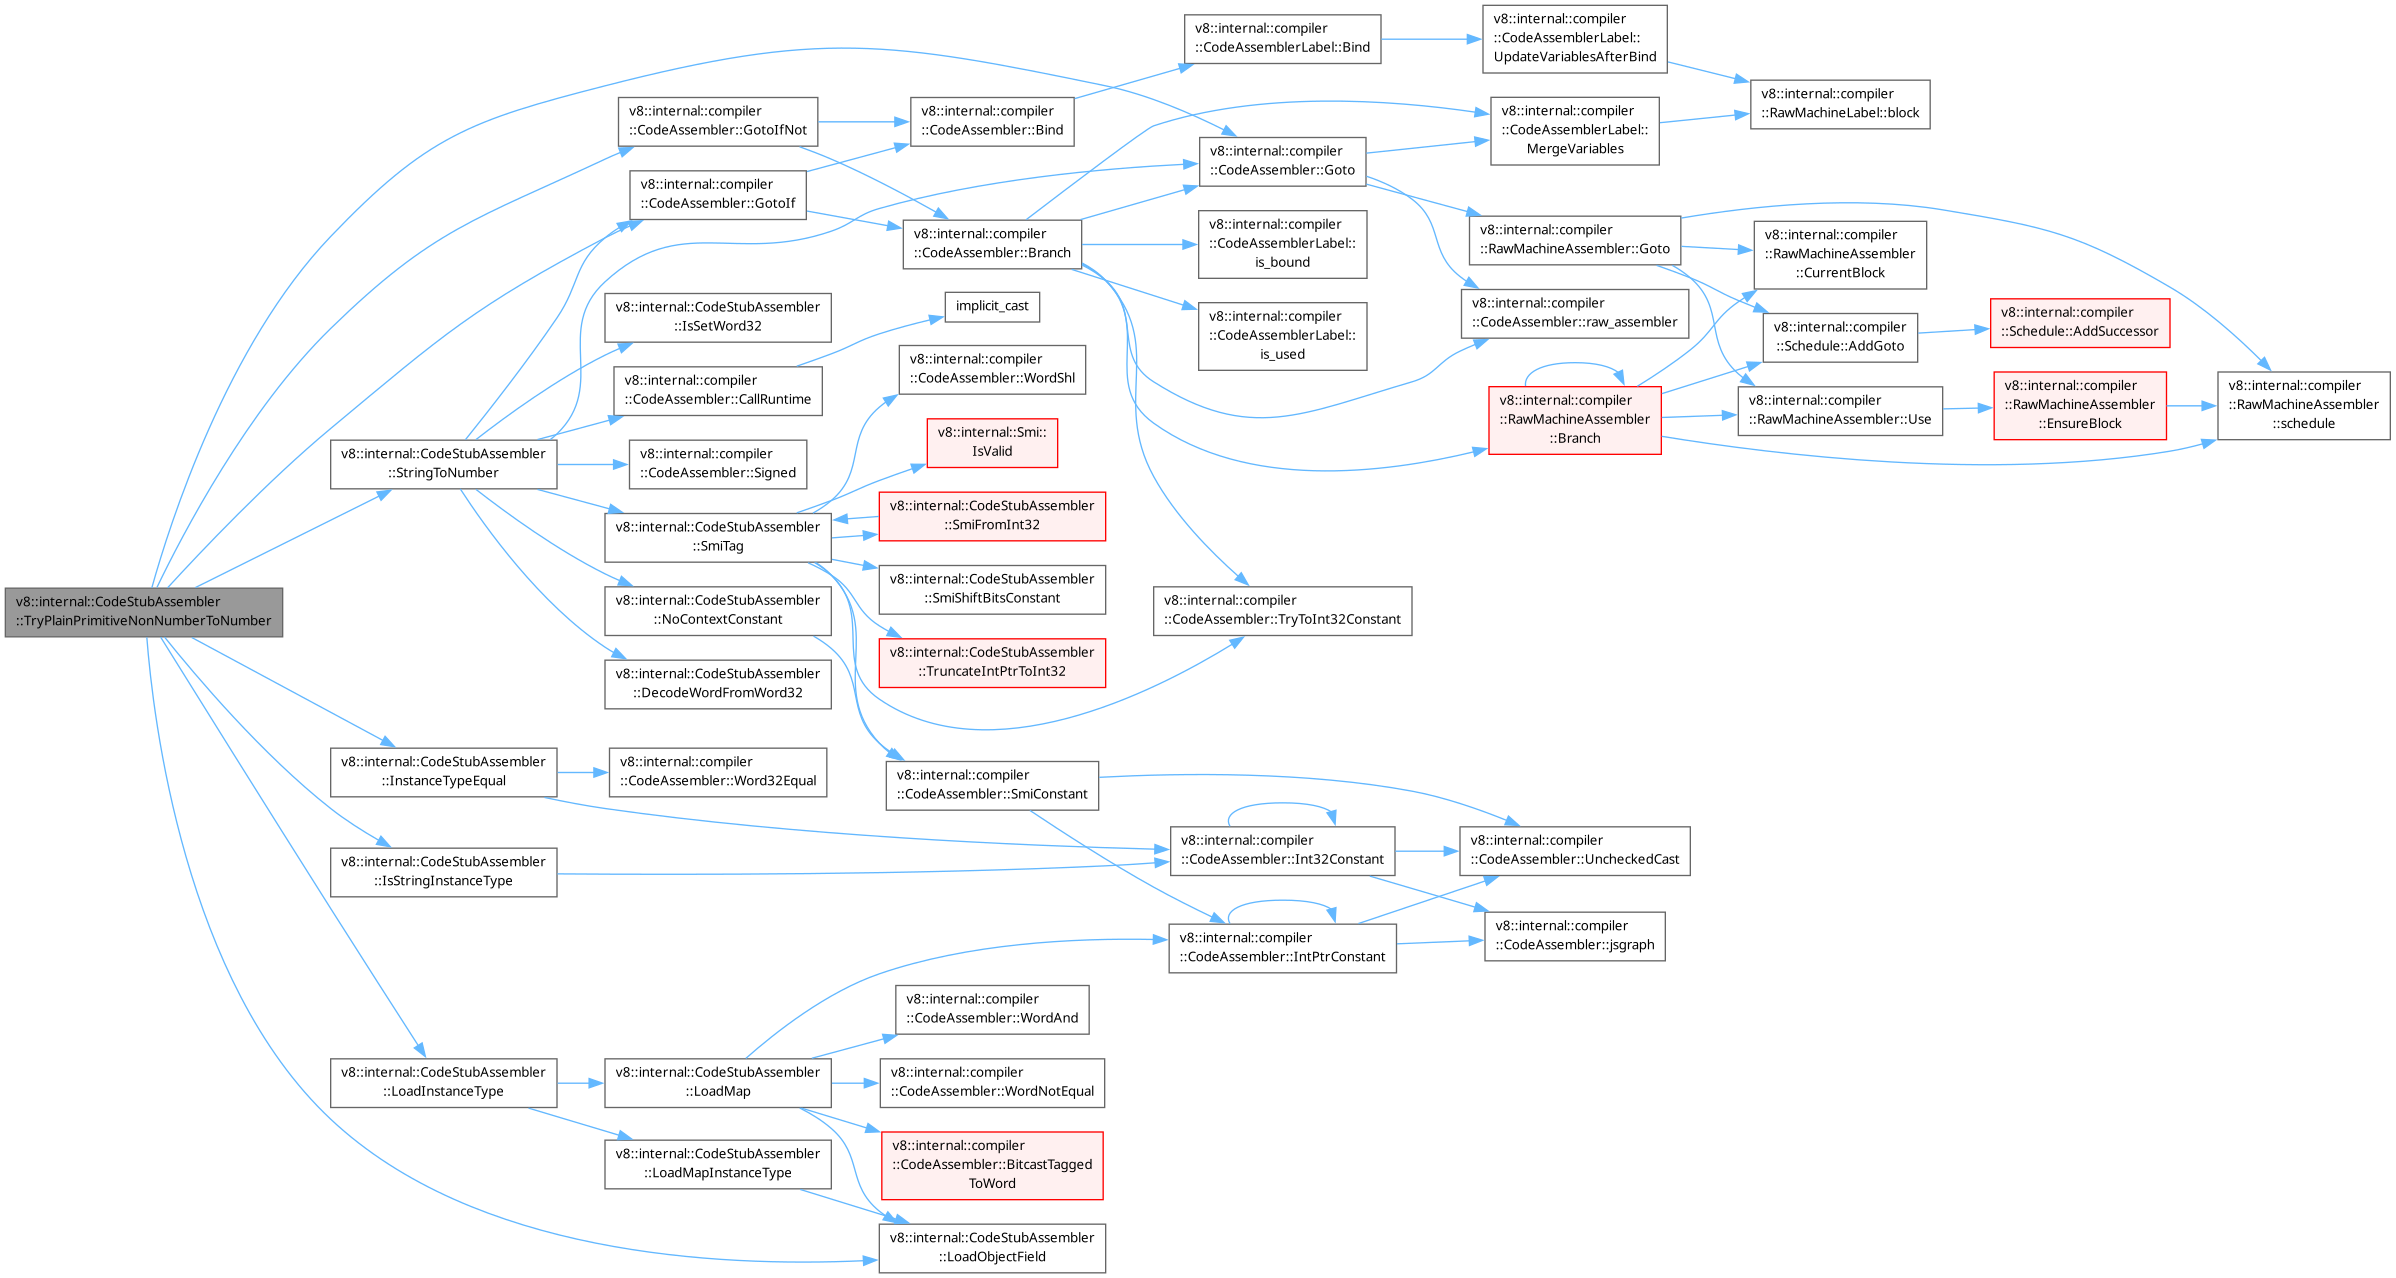 v8::internal::CodeStubAssembler
::TryPlainPrimitiveNonNumberToNumber
v8::internal::compiler
::CodeAssembler::GotoIfNot
v8::internal::compiler
::CodeAssembler::GotoIf
v8::internal::CodeStubAssembler
::StringToNumber
v8::internal::CodeStubAssembler
::InstanceTypeEqual
v8::internal::CodeStubAssembler
::IsStringInstanceType
v8::internal::CodeStubAssembler
::LoadInstanceType
v8::internal::CodeStubAssembler
::IsSetWord32
v8::internal::compiler
::CodeAssembler::CallRuntime
v8::internal::compiler
::CodeAssembler::Signed
v8::internal::CodeStubAssembler
::SmiTag
v8::internal::CodeStubAssembler
::NoContextConstant
v8::internal::CodeStubAssembler
::DecodeWordFromWord32
v8::internal::compiler
::CodeAssembler::Word32Equal
v8::internal::CodeStubAssembler
::LoadMap
v8::internal::CodeStubAssembler
::LoadMapInstanceType
v8::internal::compiler
::CodeAssembler::Bind
v8::internal::compiler
::CodeAssembler::Branch
implicit_cast
v8::internal::compiler
::CodeAssembler::WordShl
v8::internal::Smi::
IsValid
v8::internal::CodeStubAssembler
::SmiFromInt32
v8::internal::CodeStubAssembler
::SmiShiftBitsConstant
v8::internal::CodeStubAssembler
::TruncateIntPtrToInt32
v8::internal::compiler
::CodeAssembler::SmiConstant
v8::internal::compiler
::CodeAssembler::WordAnd
v8::internal::compiler
::CodeAssembler::WordNotEqual
v8::internal::compiler
::CodeAssembler::BitcastTagged
ToWord
v8::internal::CodeStubAssembler
::LoadObjectField
v8::internal::compiler
::CodeAssemblerLabel::Bind
v8::internal::compiler
::CodeAssembler::Goto
v8::internal::compiler
::CodeAssemblerLabel::
is_bound
v8::internal::compiler
::CodeAssemblerLabel::
is_used
v8::internal::compiler
::CodeAssembler::TryToInt32Constant
v8::internal::compiler
::CodeAssembler::Int32Constant
v8::internal::compiler
::CodeAssembler::IntPtrConstant
v8::internal::compiler
::CodeAssemblerLabel::
UpdateVariablesAfterBind
v8::internal::compiler
::CodeAssemblerLabel::
MergeVariables
v8::internal::compiler
::RawMachineAssembler::Goto
v8::internal::compiler
::CodeAssembler::raw_assembler
v8::internal::compiler
::RawMachineAssembler
::Branch
v8::internal::compiler
::CodeAssembler::UncheckedCast
v8::internal::compiler
::CodeAssembler::jsgraph
v8::internal::compiler
::RawMachineLabel::block
v8::internal::compiler
::RawMachineAssembler
::CurrentBlock
v8::internal::compiler
::Schedule::AddGoto
v8::internal::compiler
::RawMachineAssembler::Use
v8::internal::compiler
::Schedule::AddSuccessor
v8::internal::compiler
::RawMachineAssembler
::EnsureBlock
v8::internal::compiler
::RawMachineAssembler
::schedule